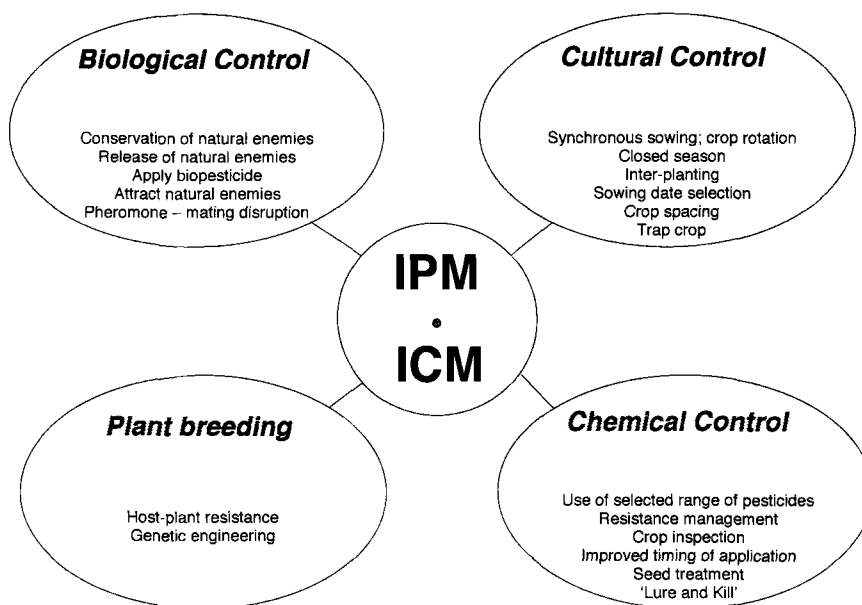 Biological Control
Conservation of natural enemies
Release of natural enemies
Apply biopesticide
Attract natural enemies
Pheromone – mating disruption
Cultural Control
Synchronous sowing; crop rotation
Closed season
Inter-planting
Sowing date selection
Crop spacing
Trap crop
IPM
•
ICM
Plant breeding
Host-plant resistance
Genetic engineering
Chemical Control
Use of selected range of pesticides
Resistance management
Crop inspection
Improved timing of application
Seed treatment
'Lure and Kill'